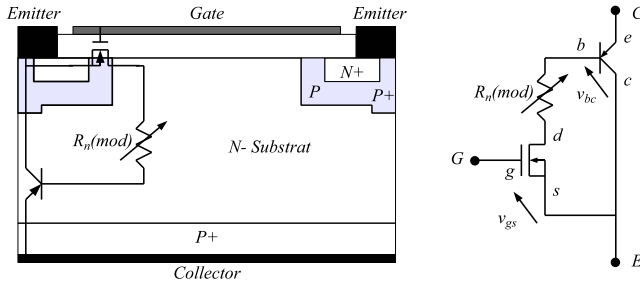 Emitter Gate Emitter
C
b e
N+
P P+
c
v_bc
R_n(mod)
R_n(mod)
N- Substrat
d
G
g
s
v_gs
P+
E
Collector